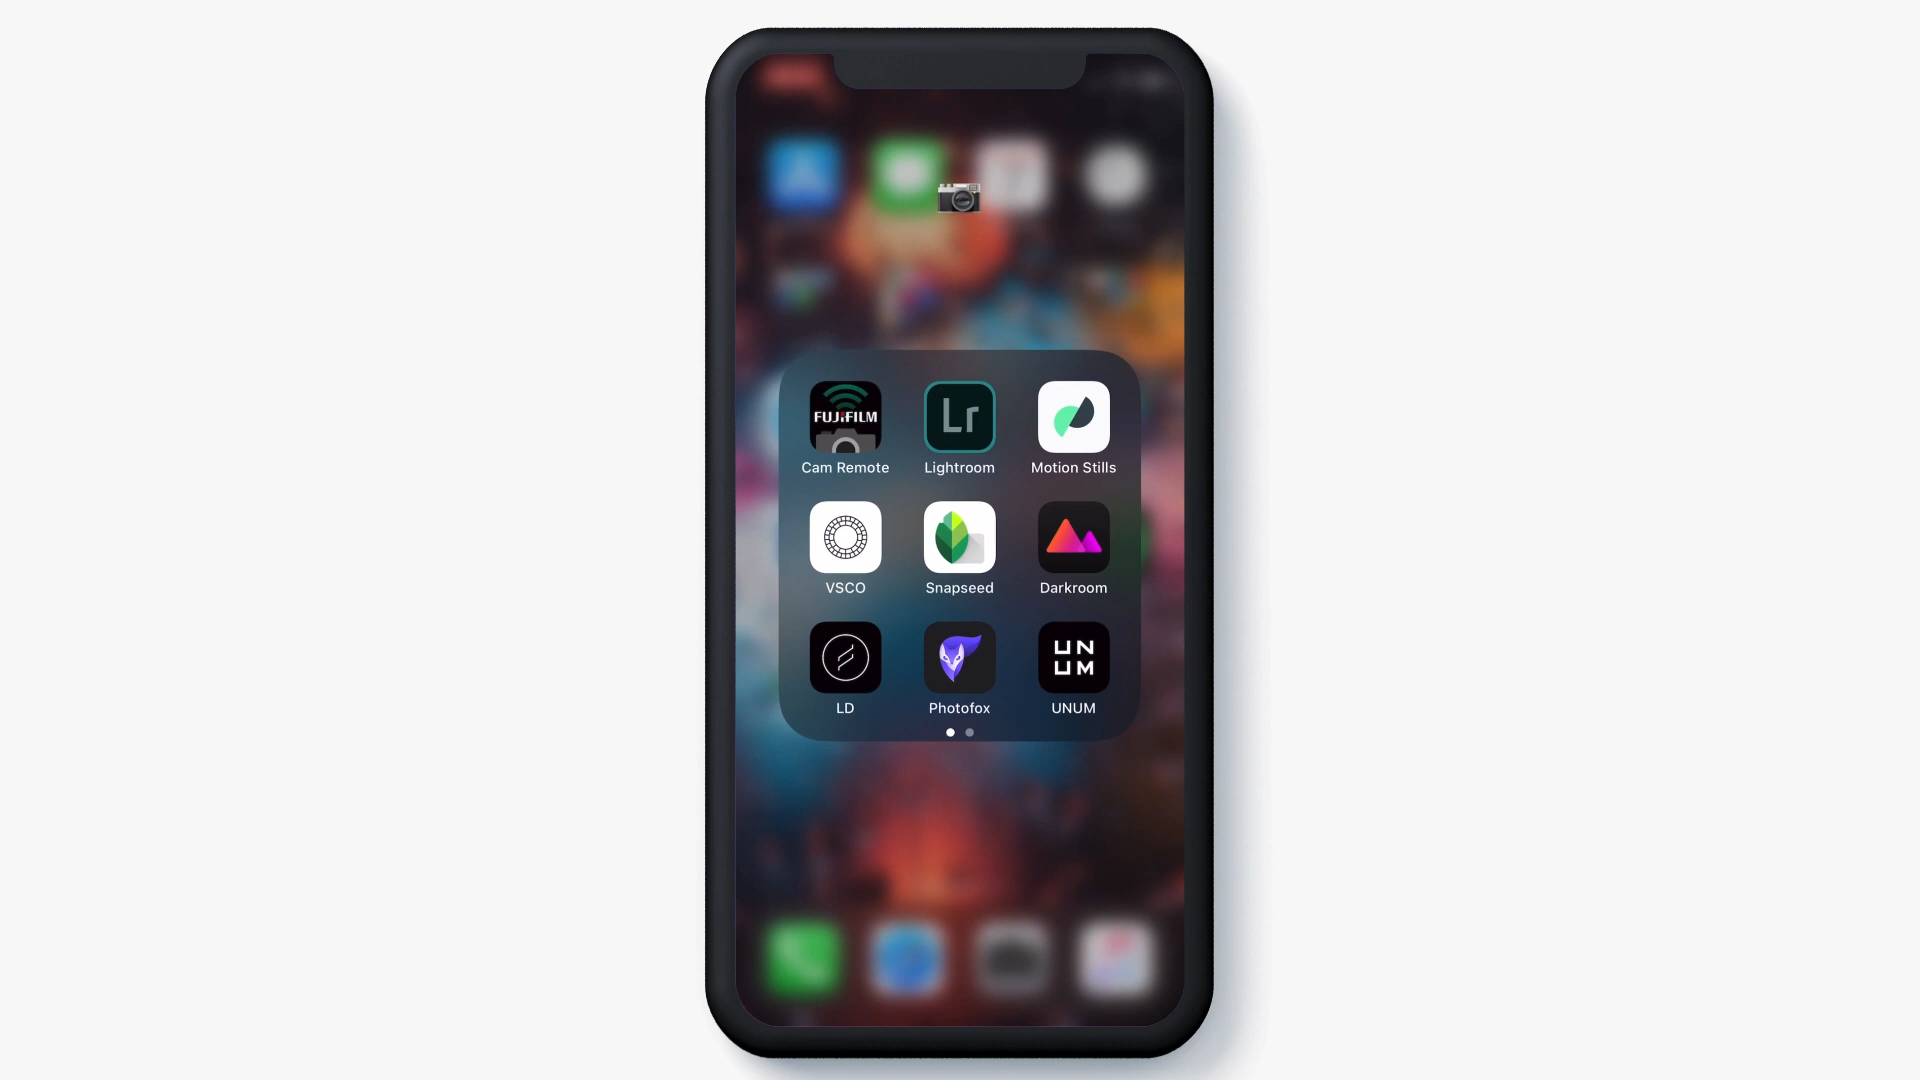 FUJIFILM
Lr
Cam Remote
Lightroom
Motion Stills
VSCO
Snapseed
Darkroom
UN
UM
LD
Photofox
UNUM